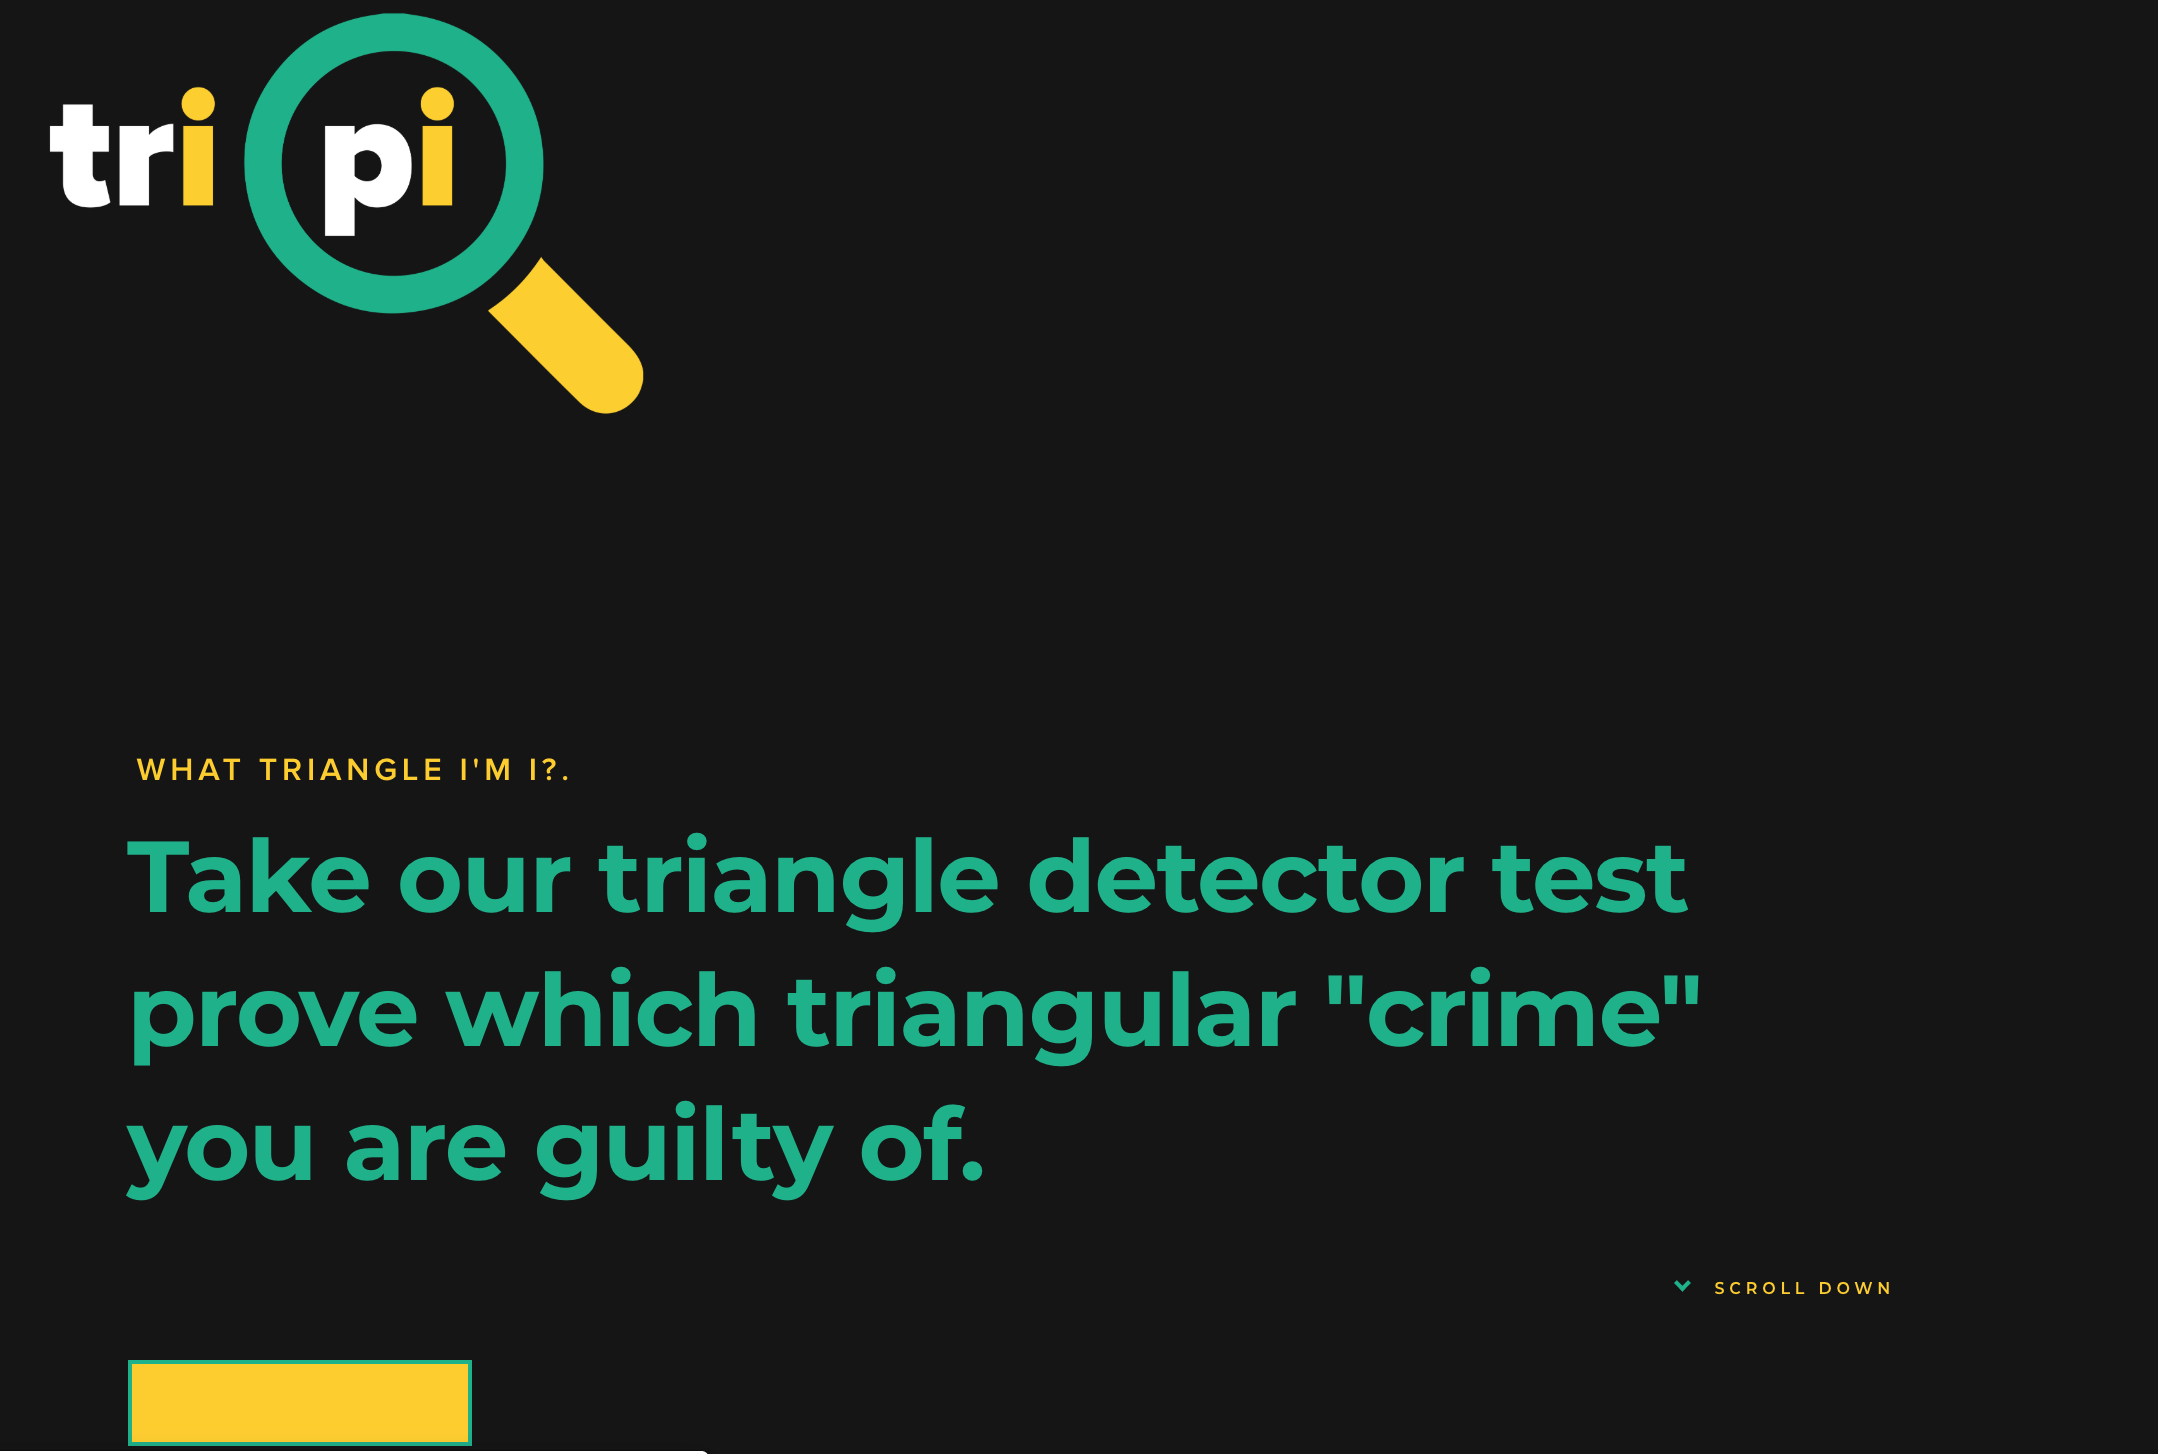 tri pi
WHAT TRIANGLE I'M I?.
Take our triangle detector test
prove which triangular "crime"
you are guilty of.
SCROLL DOWN